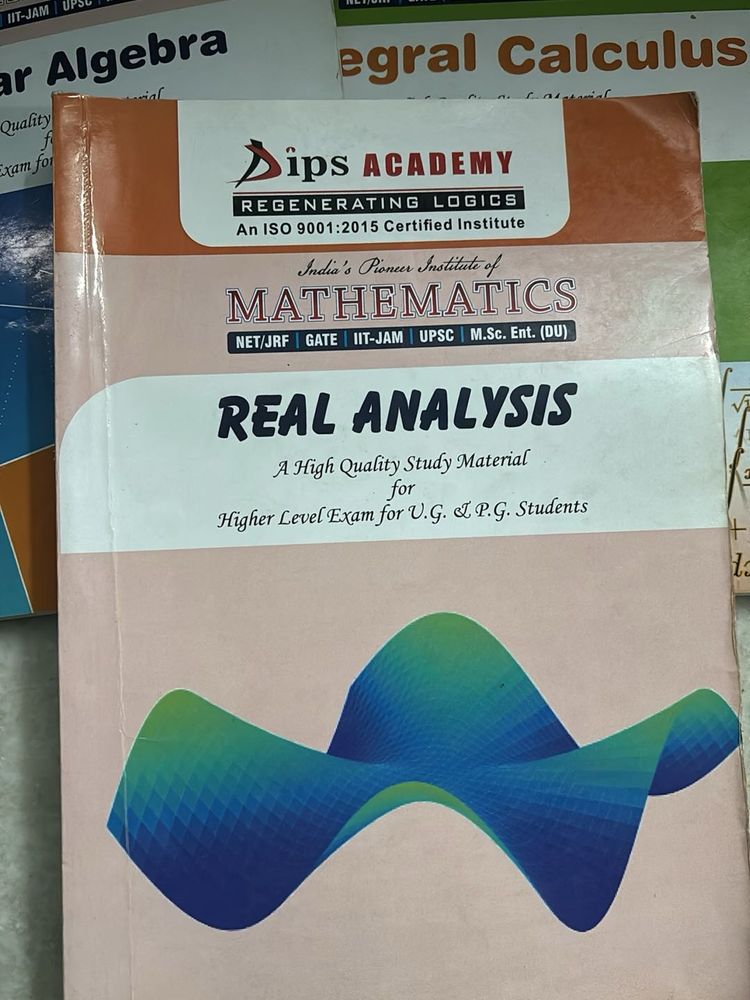 IIT-JAM | UPSC
ar Algebra
Quality
Exam for
NET/JRF
egral Calculus
Dips ACADEMY
REGENERATING LOGICS
An ISO 9001:2015 Certified Institute
India's Pioneer Institute of
MATHEMATICS
NET/JRF | GATE | IIT-JAM | UPSC | M.Sc. Ent. (DU)
REAL ANALYSIS
A High Quality Study Material
for
Higher Level Exam for U.G. & P.G. Students